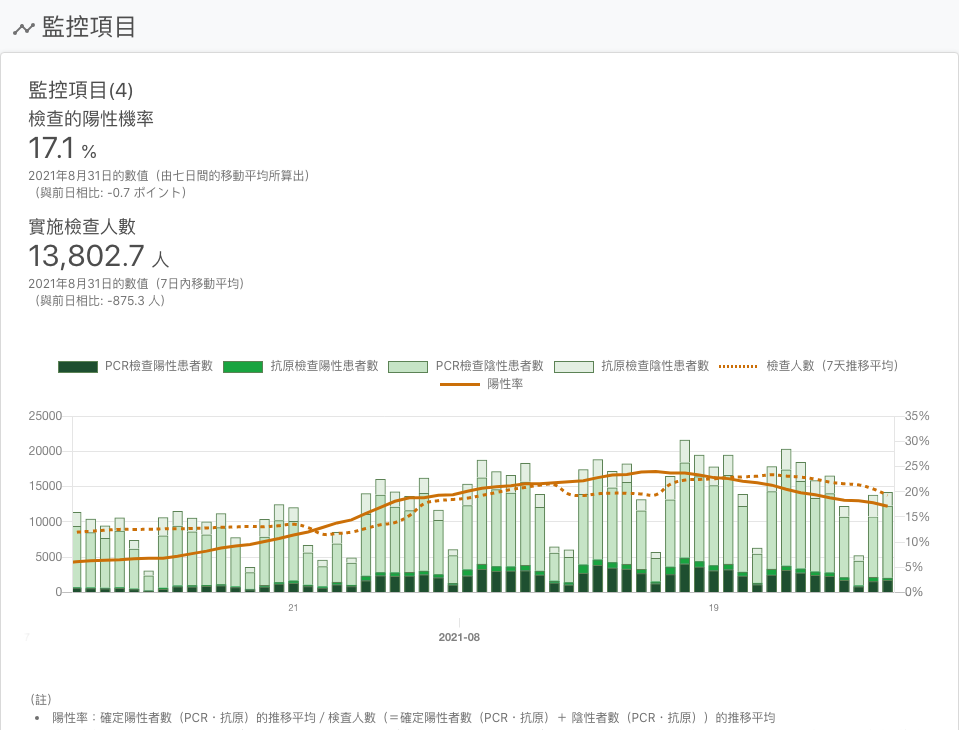 監控項目
監控項目(4)
檢查的陽性機率
17.1 %
2021年8月31日的數值（由七日間的移動平均所算出）
（與前日相比: -0.7 ポイント）
實施檢查人數
13,802.7 人
2021年8月31日的數值（7日內移動平均）
（與前日相比: -875.3 人）
PCR檢查陽性患者數 抗原檢查陽性患者數 PCR檢查陰性患者數 抗原檢查陰性患者數 檢查人數（7天推移平均）
陽性率
25000 35%
30%
20000
25%
15000 20%
15%
10000
10%
5000
5%
0 0%
21 19
7 2021-08
（註）
• 陽性率：確定陽性者數（PCR・抗原）的推移平均 / 檢查人數（＝確定陽性者數（PCR・抗原）＋ 陰性者數（PCR・抗原））的推移平均